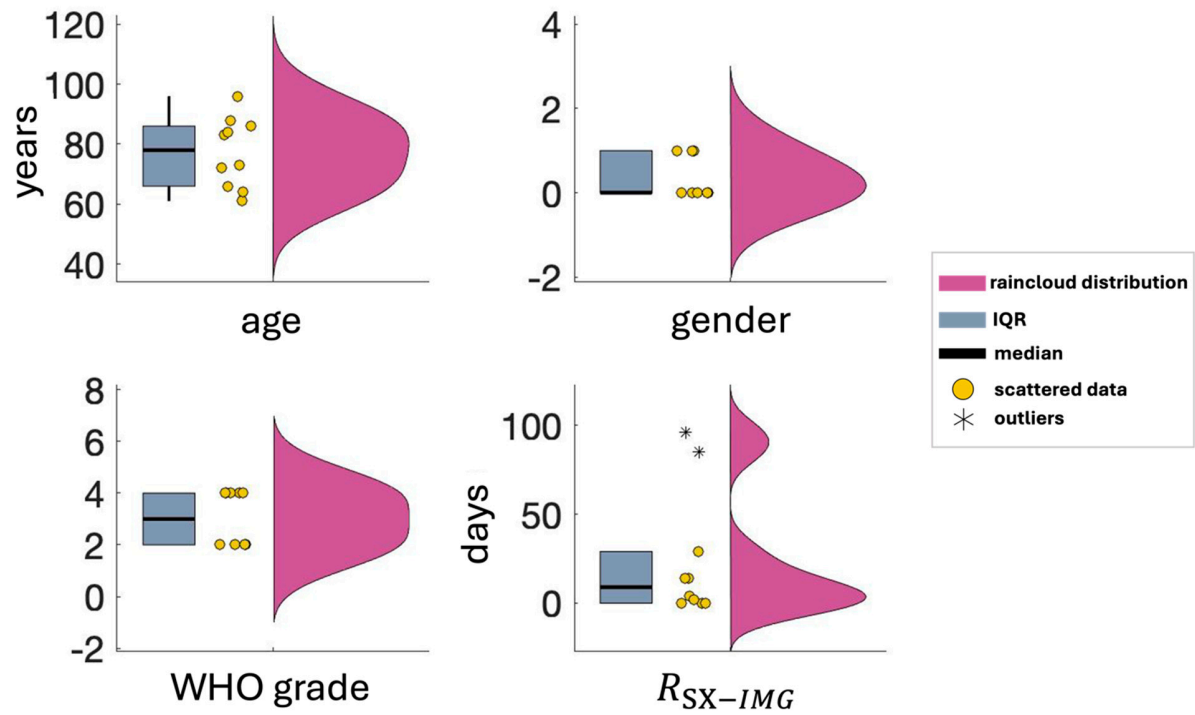 120
100
80
60
40
years
age
4
2
0
-2
gender
raincloud distribution
IQR
median
scattered data
outliers
8
6
4
2
0
-2
WHO grade
100
50
0
days
R_SX−IMG